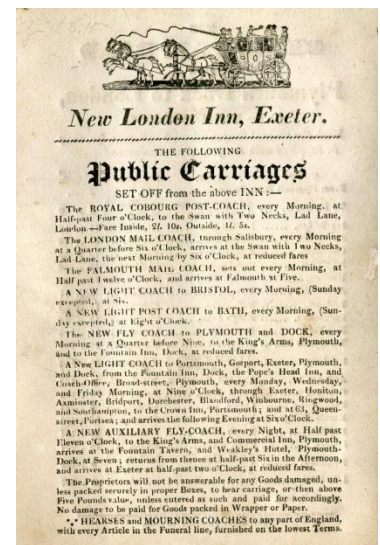 New London Inn, Exeter.
THE FOLLOWING
Public Carriages
SET OFF from the above INN :—
The ROYAL COBOURG POST-COACH, every Morning, at
Half-past Four o'Clock, to the Swan with Two Necks, Lad Lane,
London.—Fare Inside, 2l. 10s. Outside, 1l. 5s.
The LONDON MAIL COACH, through Salisbury, every Morning
at a Quarter before Six o'Clock, arrives at the Swan with Two Necks,
Lad Lane, the next Morning by Six o'Clock, at reduced fares
The FALMOUTH MAIL COACH, sets out every Morning, at
Half past Twelve o'Clock, and arrives at Falmouth at Five.
A NEW LIGHT COACH to BRISTOL, every Morning, (Sunday
excepted,) at Six.
A NEW LIGHT POST COACH to BATH, every Morning, (Sun-
day excepted,) at Eight o'Clock.
The NEW FLY COACH to PLYMOUTH and DOCK, every
Morning at a Quarter before Nine, to the King's Arms, Plymouth,
and to the Fountain Inn, Dock, at reduced fares.
A New LIGHT COACH to Portsmouth, Gosport, Exeter, Plymouth,
and Dock, from the Fountain Inn, Dock, the Pope's Head Inn, and
Coach-Office, Broad-street, Plymouth, every Monday, Wednesday,
and Friday Morning, at Nine o'Clock, through Exeter, Honiton,
Axminster, Bridport, Dorchester, Blandford, Winbourne, Ringwood,
and Southampton, to the Crown Inn, Portsmouth; and at 63, Queen-
street, Portsea; and arrives the following Evening at Six o'Clock.
A NEW AUXILIARY FLY-COACH, every Night, at Half past
Eleven o'Clock, to the King's Arms, and Commercial Inn, Plymouth,
arrives at the Fountain Tavern, and Weakley's Hotel, Plymouth-
Dock, at Seven; returns from thence at half-past Six in the Afternoon,
and arrives at Exeter at half-past two o'Clock, at reduced fares.
The Proprietors will not be answerable for any Goods damaged, un-
less packed securely in proper Boxes, to bear carriage, or then above
Five Pounds value, unless entered as such and paid for accordingly.
No damage to be paid for Goods packed in Wrapper or Paper.
*.* HEARSES and MOURNING COACHES to any part of England,
with every Article in the Funeral line, furnished on the lowest Terms.